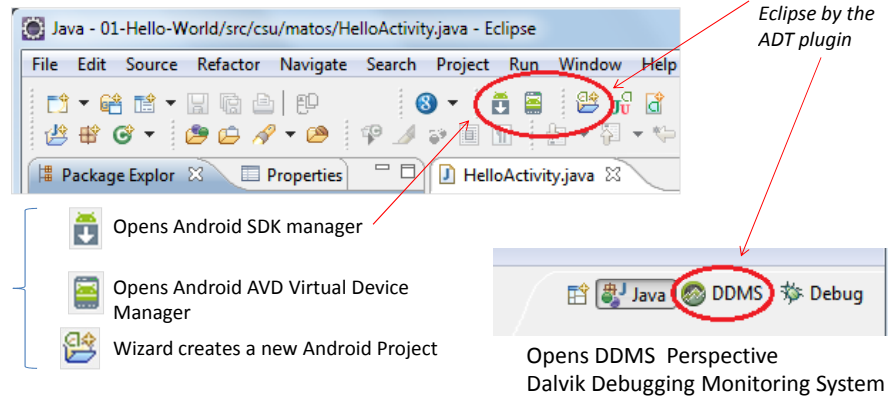 Eclipse by the
ADT plugin
Java - 01-Hello-World/src/csu/matos/HelloActivity.java - Eclipse
File Edit Source Refactor Navigate Search Project Run Window Help
Package Explor Properties HelloActivity.java
Opens Android SDK manager
Opens Android AVD Virtual Device
Manager
Wizard creates a new Android Project
Java DDMS Debug
Opens DDMS Perspective
Dalvik Debugging Monitoring System